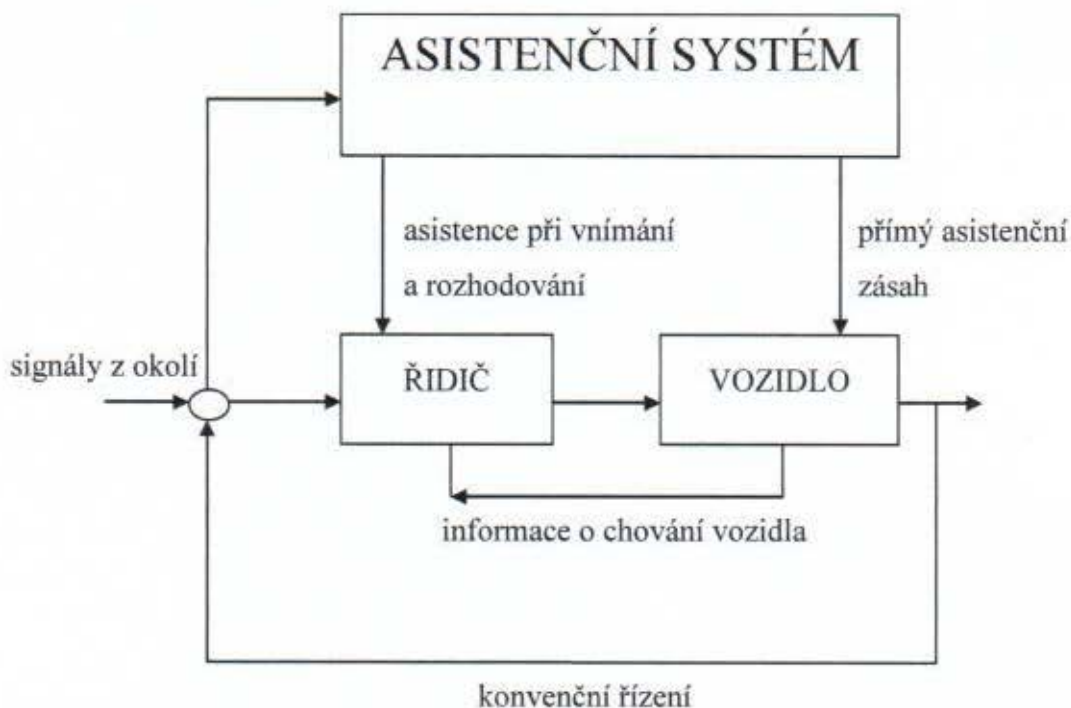 ASISTENČNÍ SYSTÉM
asistence při vnímání
a rozhodování
přímý asistenční
zásah
signály z okolí
ŘIDIČ
VOZIDLO
informace o chování vozidla
konvenční řízení